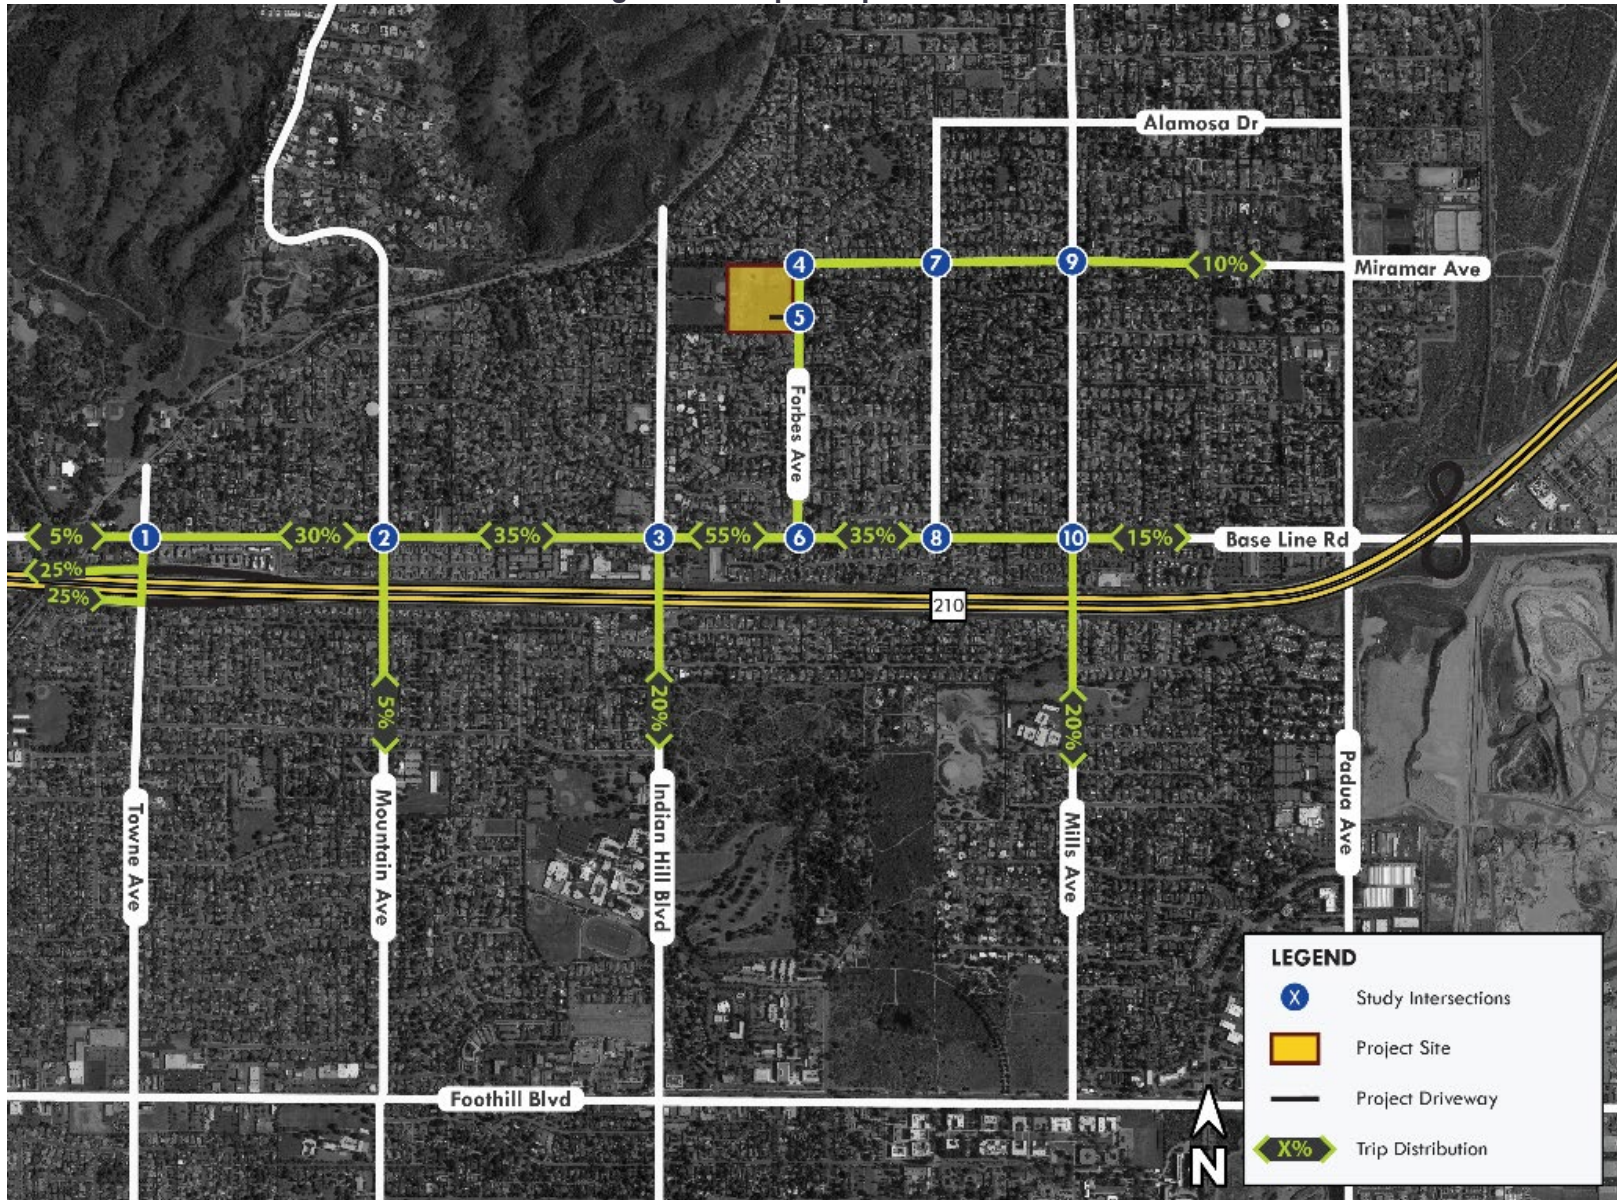 Alamosa Dr
4
7
9
10%
Miramar Ave
5
Forbes Ave
5%
1
30%
2
35%
3
55%
6
35%
8
10
15%
Base Line Rd
25%
25%
210
5%
20%
20%
Towne Ave
Mountain Ave
Indian Hill Blvd
Mills Ave
Padua Ave
Foothill Blvd
N
LEGEND
X Study Intersections
Project Site
Project Driveway
X% Trip Distribution